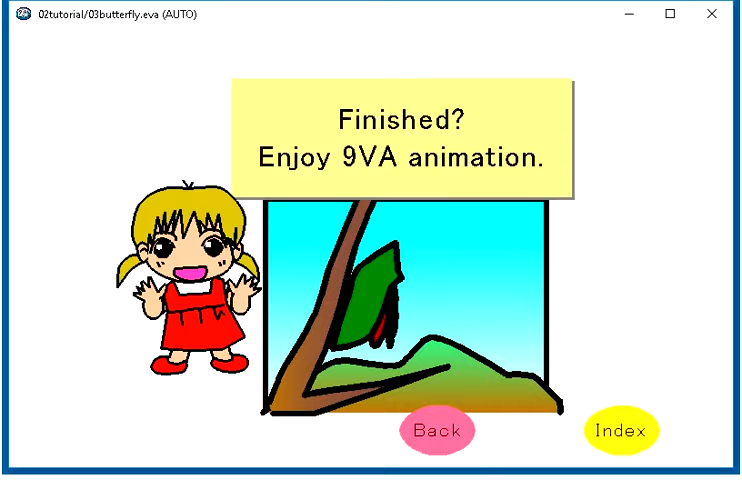 02tutorial/03butterfly.eva (AUTO)
Finished?
Enjoy 9VA animation.
Back
Index